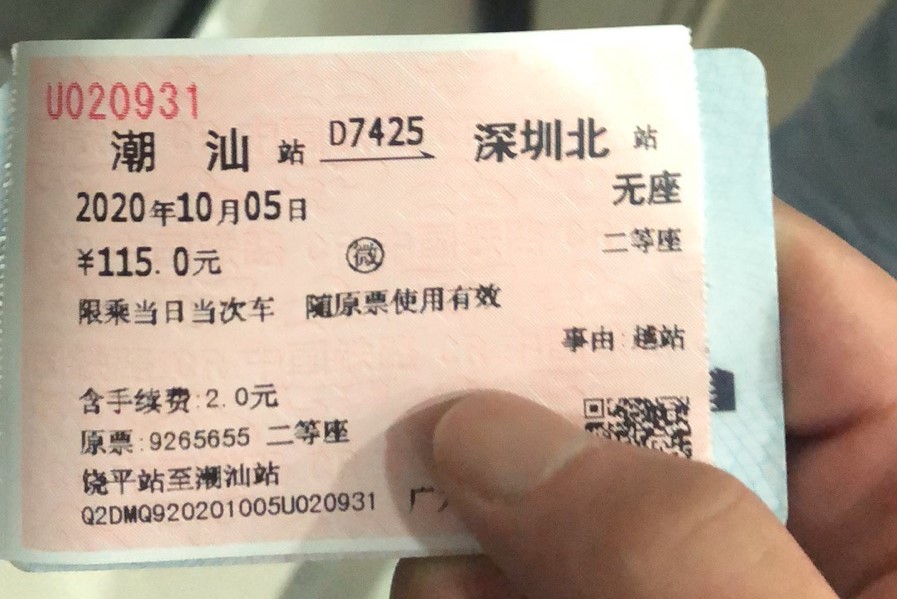 U020931
潮 汕 站 D7425 深圳北 站
2020年10月05日 无座
¥115.0元 微 二等座
限乘当日当次车 随原票使用有效
事由:越站
含手续费:2.0元
原票:9265655 二等座
饶平站至潮汕站
Q2DMQ920201005U020931 广